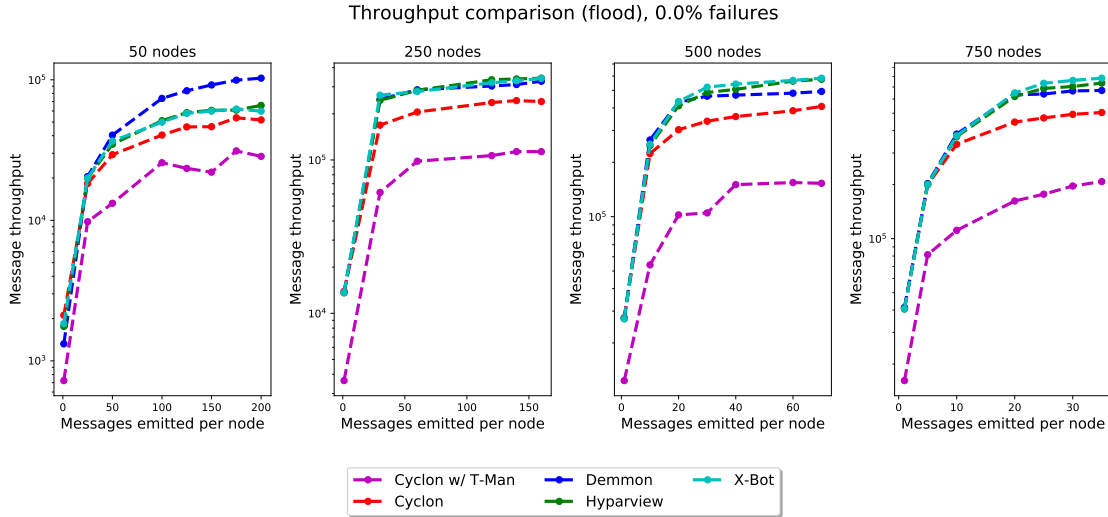 Throughput comparison (flood), 0.0% failures
50 nodes
250 nodes
500 nodes
750 nodes
Message throughput
10^5
10^4
10^3
0 50 100 150 200
Messages emitted per node
Message throughput
10^5
10^4
0 50 100 150
Messages emitted per node
Message throughput
10^5
0 20 40 60
Messages emitted per node
Message throughput
10^5
0 10 20 30
Messages emitted per node
Cyclon w/ T-Man
Cyclon
Demmon
Hyparview
X-Bot